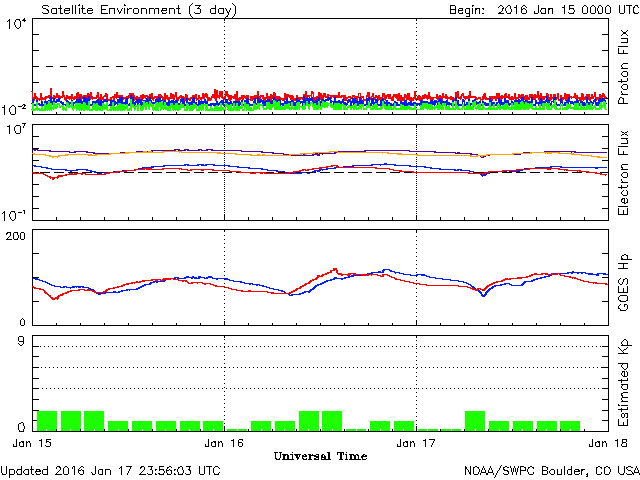 Satellite Environment (3 day) Begin: 2016 Jan 15 0000 UTC
10⁴
10⁻²
Proton Flux
10⁷
10⁻¹
Electron Flux
200
0
GOES Hp
9
0
Estimated Kp
Jan 15 Jan 16 Jan 17 Jan 18
Universal Time
Updated 2016 Jan 17 23:56:03 UTC NOAA/SWPC Boulder, CO USA